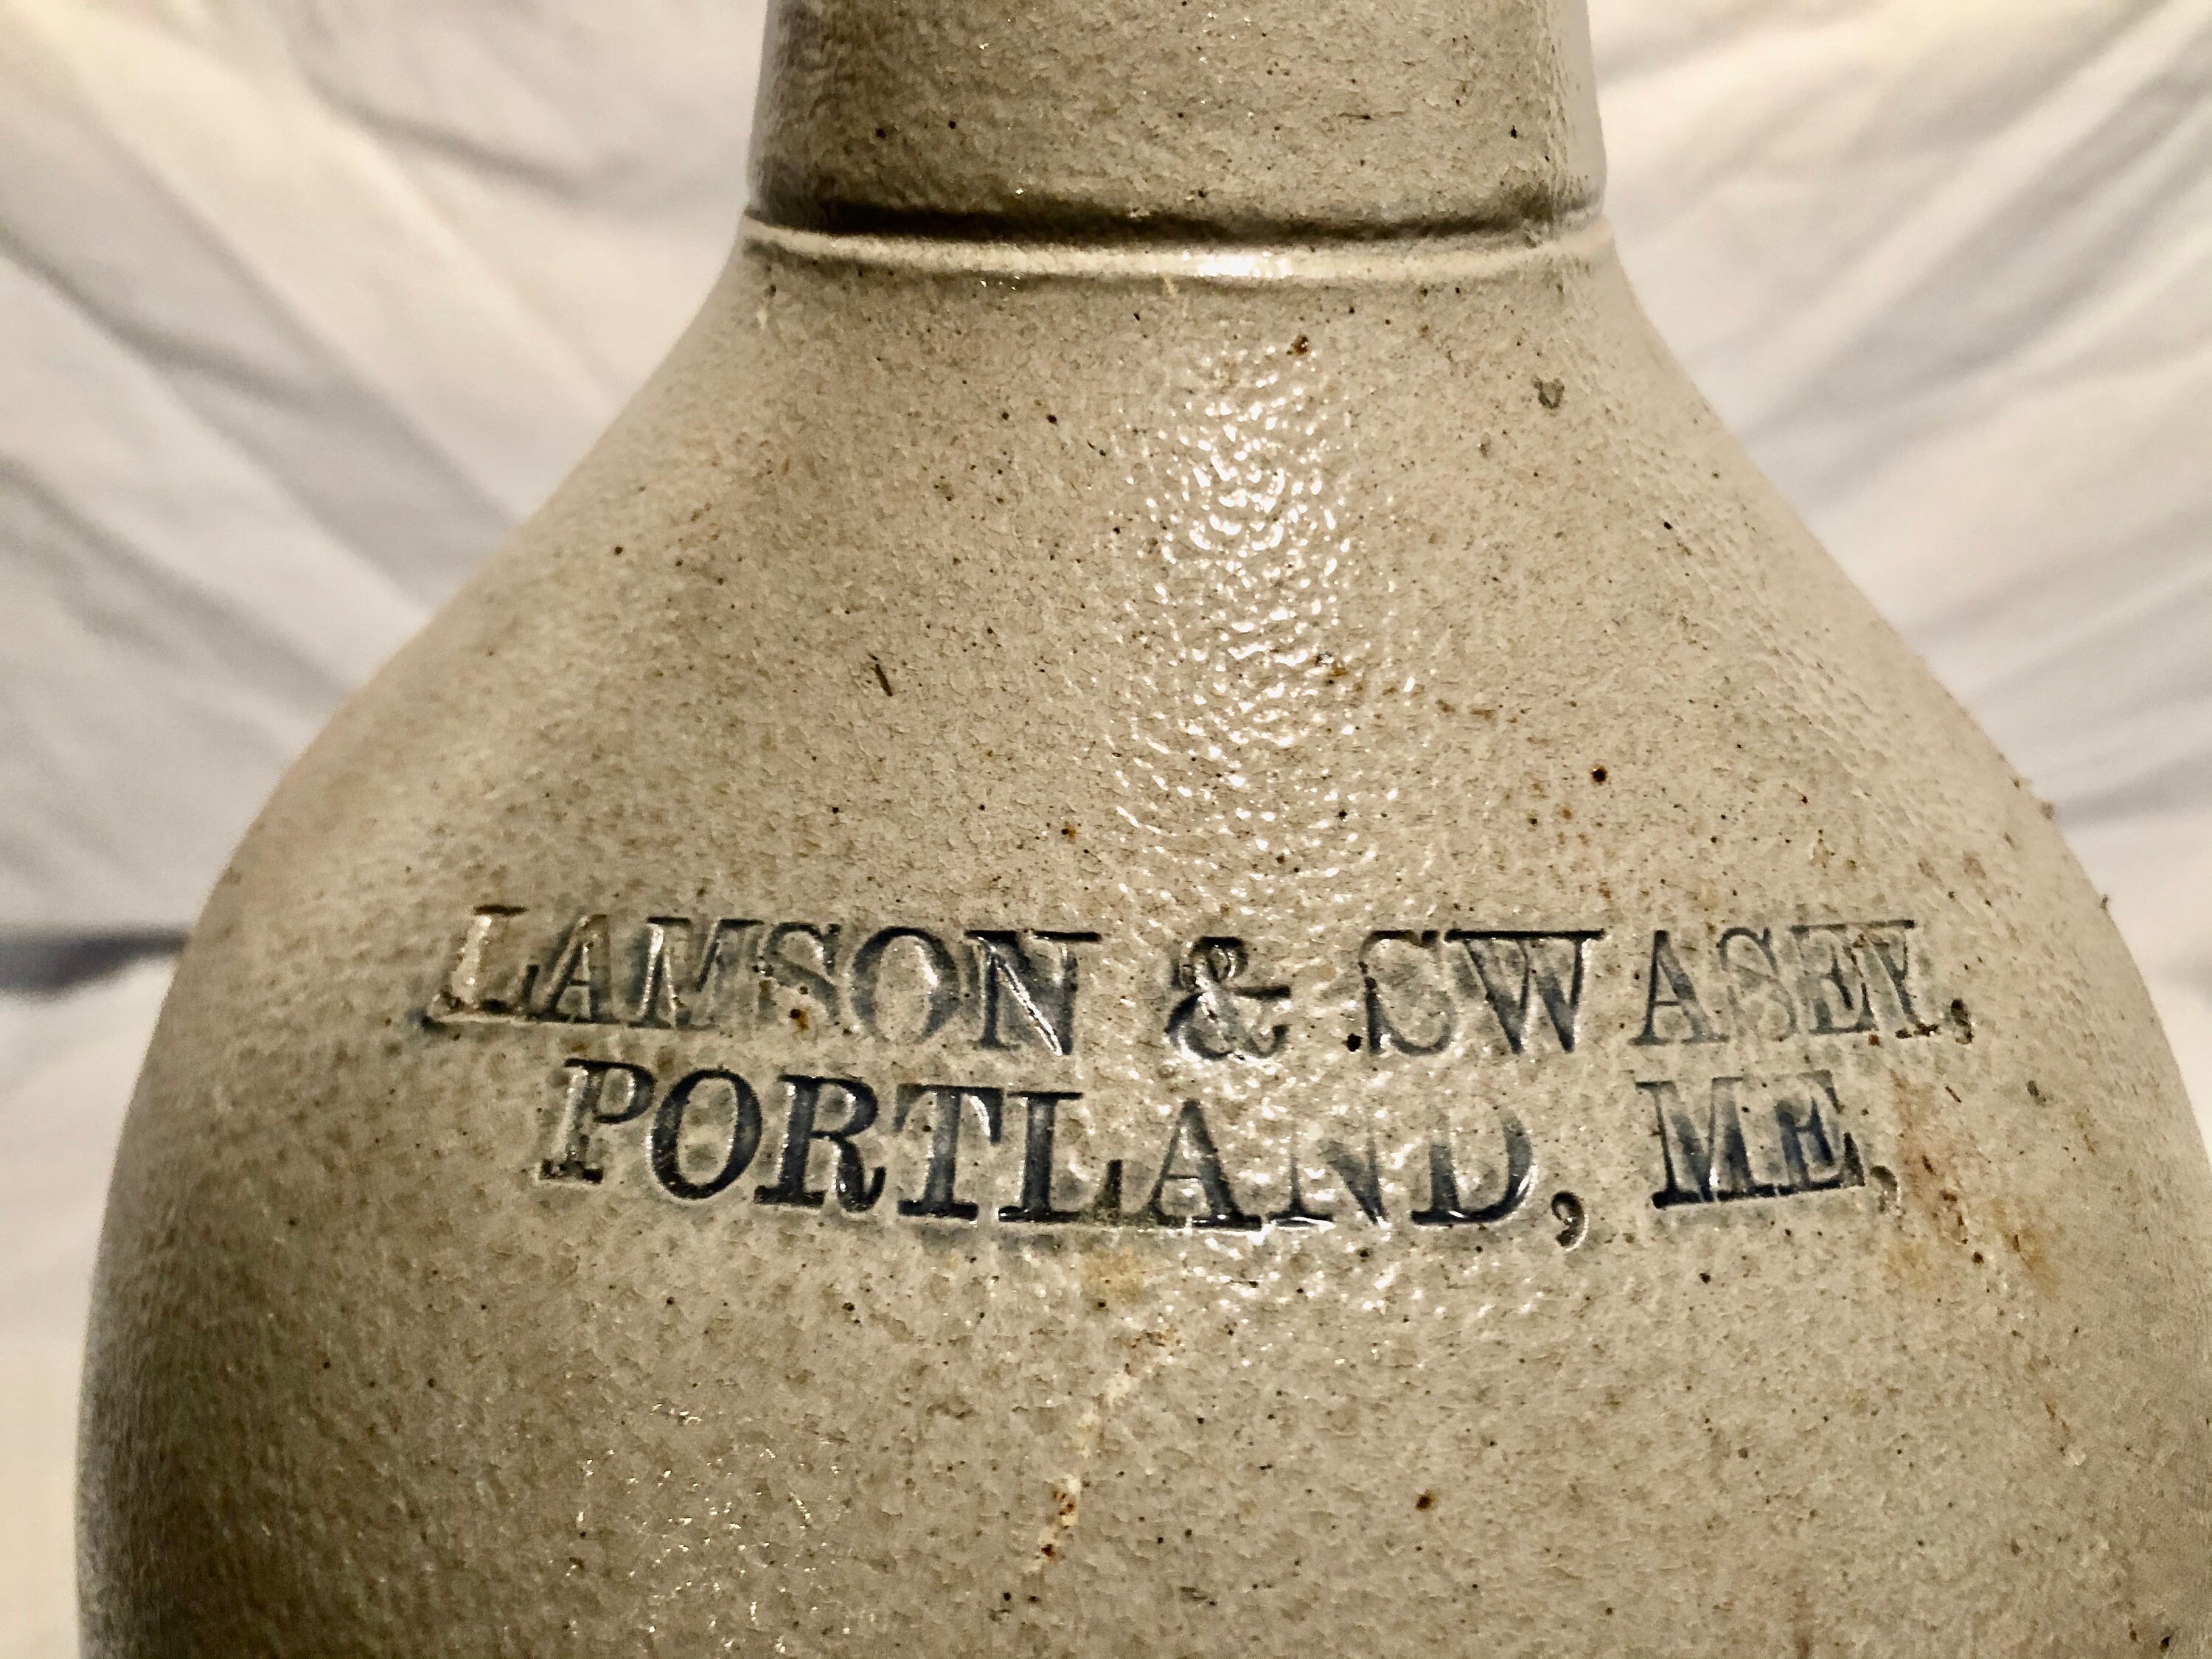 LAMSON & SWASEY,
PORTLAND, ME,